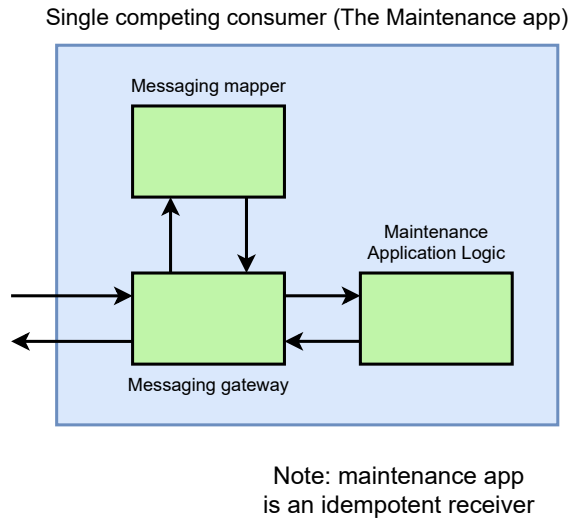 Single competing consumer (The Maintenance app)
Messaging mapper
Maintenance
Application Logic
Messaging gateway
Note: maintenance app
is an idempotent receiver